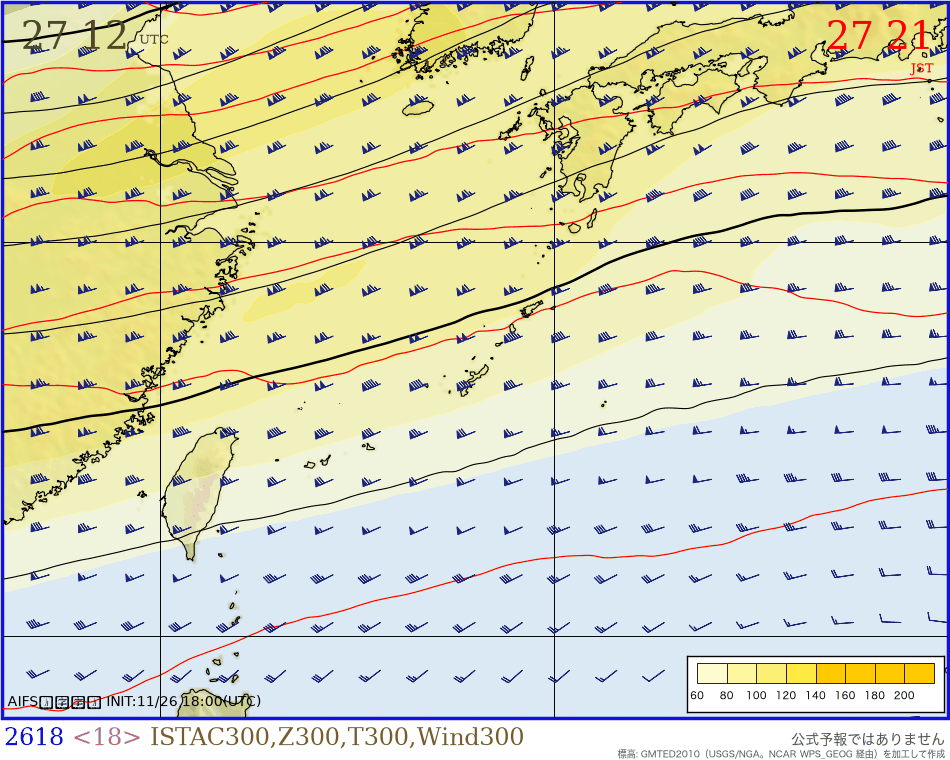 27 12 UTC
27 21
JST
60 80 100 120 140 160 180 200
AIFS INIT:11/26 18:00(UTC)
2618 <18> ISTAC300,Z300,T300,Wind300
公式予報ではありません
標高: GMTED2010（USGS/NGA。NCAR WPS_GEOG 経由）を加工して作成